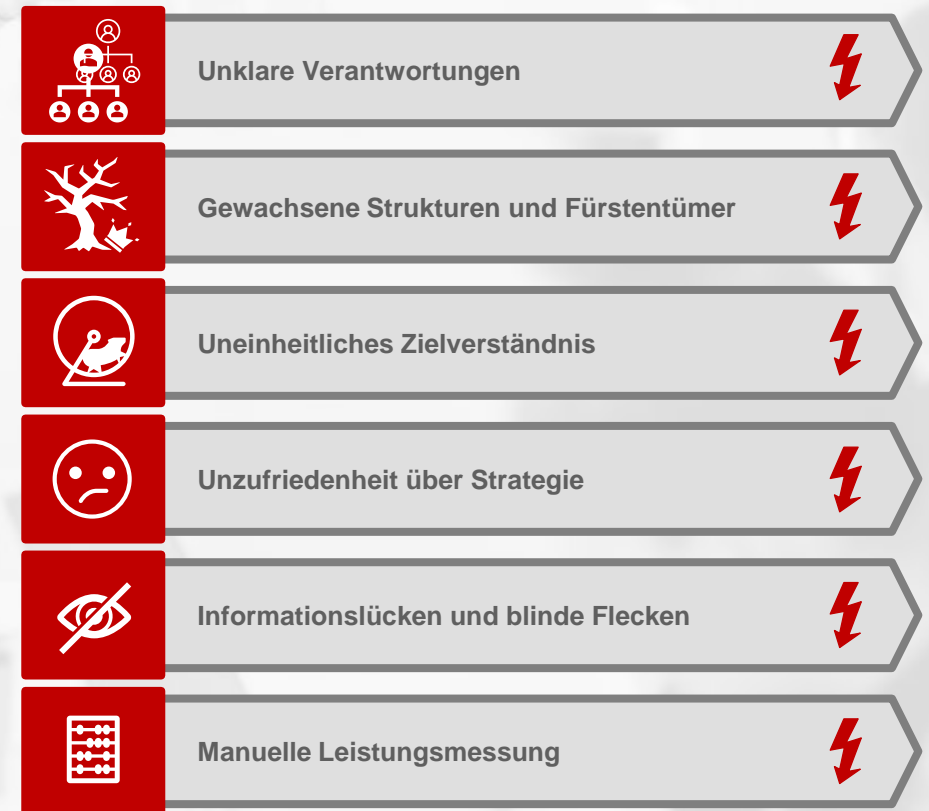 Unklare Verantwortungen
Gewachsene Strukturen und Fürstentümer
Uneinheitliches Zielverständnis
Unzufriedenheit über Strategie
Informationslücken und blinde Flecken
Manuelle Leistungsmessung